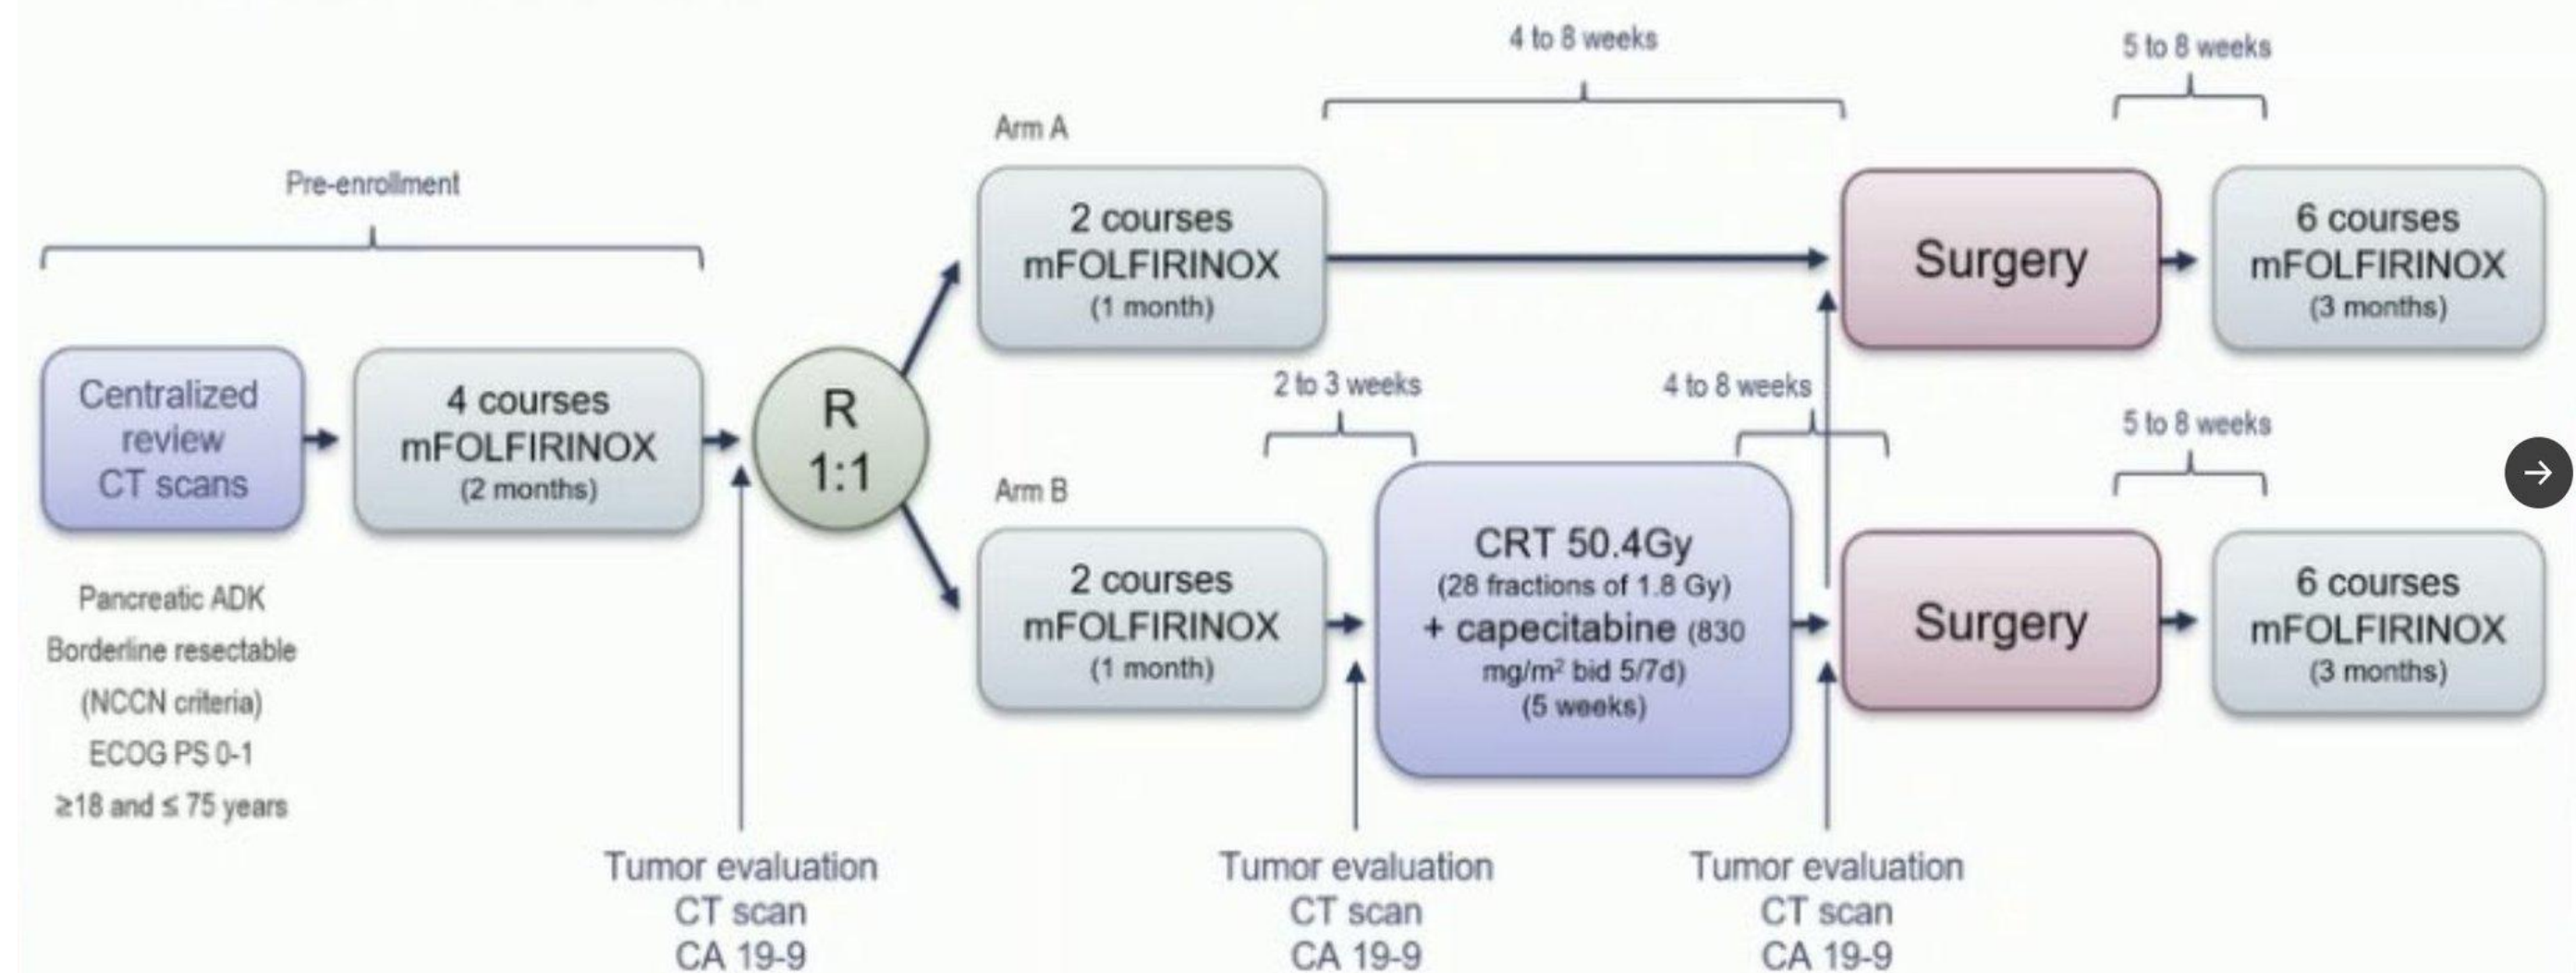 4 to 8 weeks
5 to 8 weeks
Arm A
Pre-enrollment
2 courses
mFOLFIRINOX
(1 month)
Surgery
6 courses
mFOLFIRINOX
(3 months)
Centralized
review
CT scans
4 courses
mFOLFIRINOX
(2 months)
R
1:1
2 to 3 weeks
4 to 8 weeks
5 to 8 weeks
Arm B
2 courses
mFOLFIRINOX
(1 month)
CRT 50.4Gy
(28 fractions of 1.8 Gy)
+ capecitabine (830
mg/m² bid 5/7d)
(5 weeks)
Surgery
6 courses
mFOLFIRINOX
(3 months)
Pancreatic ADK
Borderline resectable
(NCCN criteria)
ECOG PS 0-1
≥18 and ≤ 75 years
Tumor evaluation
CT scan
CA 19-9
Tumor evaluation
CT scan
CA 19-9
Tumor evaluation
CT scan
CA 19-9